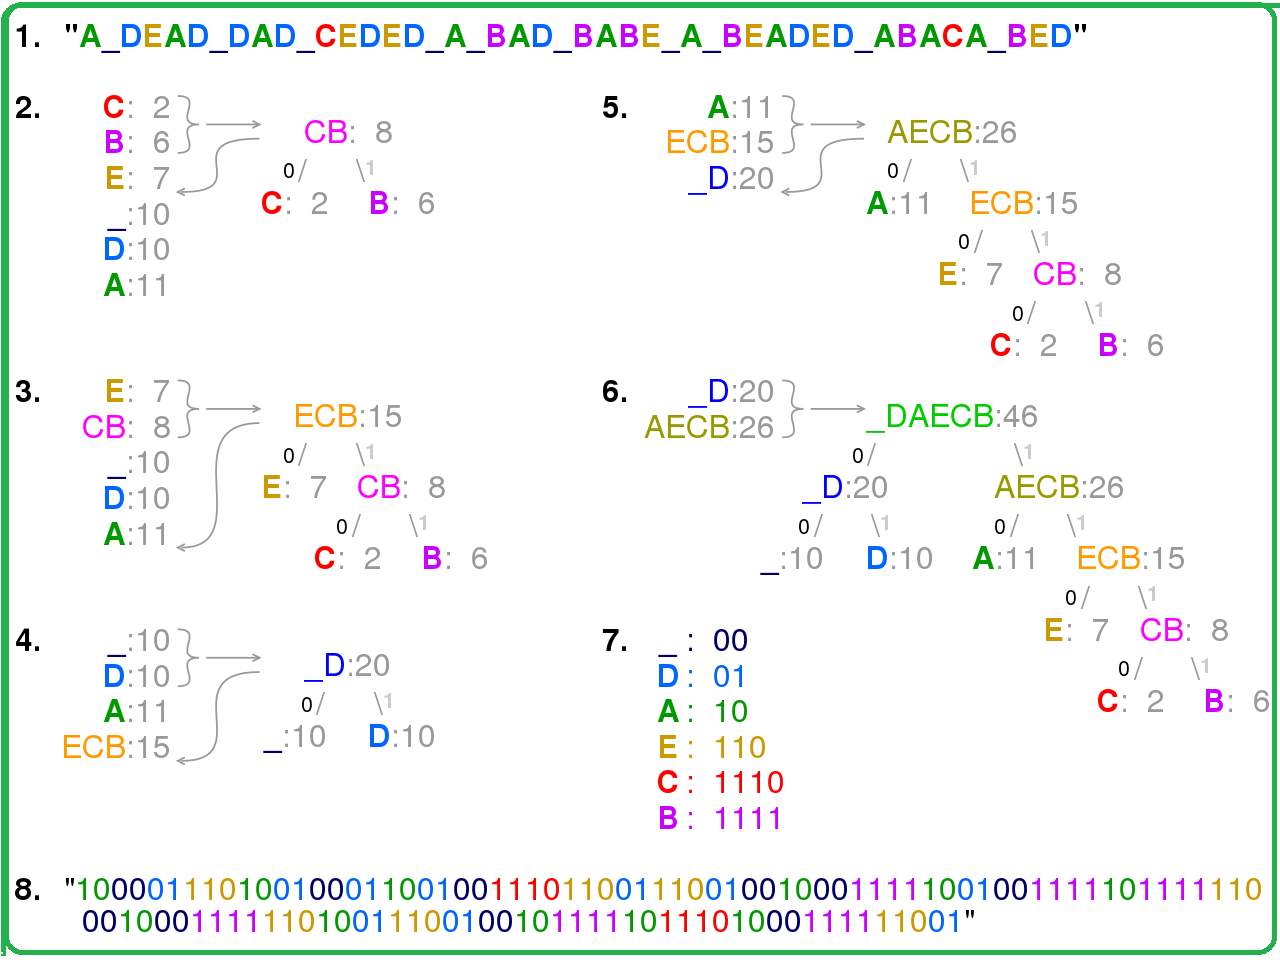 1. "A_DEAD_DAD_CEDED_A_BAD_BABE_A_BEADED_ABACA_BED"
2.
C: 2
B: 6
E: 7
_:10
D:10
A:11
CB: 8
0 1
C: 2 B: 6
3.
E: 7
CB: 8
_:10
D:10
A:11
ECB:15
0 1
E: 7 CB: 8
0 1
C: 2 B: 6
4.
_:10
D:10
A:11
ECB:15
_D:20
0 1
_:10 D:10
5.
A:11
ECB:15
_D:20
AECB:26
0 1
A:11 ECB:15
0 1
E: 7 CB: 8
0 1
C: 2 B: 6
6.
_D:20
AECB:26
_DAECB:46
0 1
_D:20 AECB:26
0 1 0 1
_:10 D:10 A:11 ECB:15
0 1
E: 7 CB: 8
0 1
C: 2 B: 6
7.
_ : 00
D : 01
A : 10
E : 110
C : 1110
B : 1111
8. "100001110100100011001001110110011100100100011111001001111101111110
0010001111110100111001001011111011101000111111001"